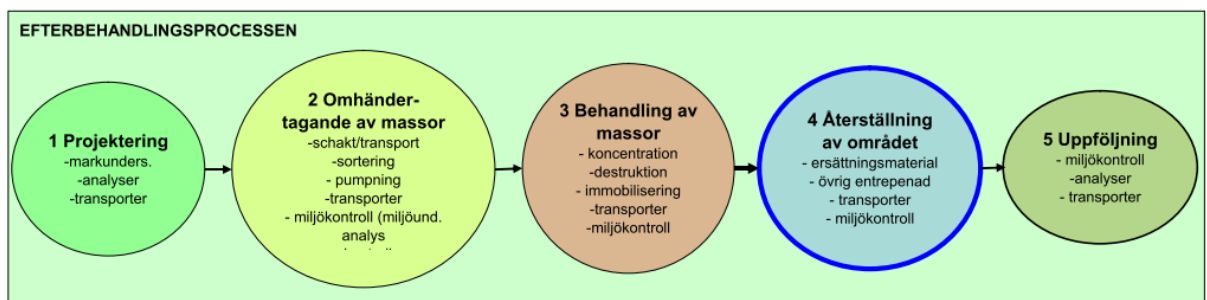 EFTERBEHANDLINGSPROCESSEN
1 Projektering
-markunders.
-analyser
-transporter
2 Omhänder-
tagande av massor
-schakt/transport
-sortering
- pumpning
-transporter
- miljökontroll (miljöund.
analys
3 Behandling av
massor
- koncentration
-destruktion
- immobilisering
-transporter
-miljökontroll
4 Återställning
av området
- ersättningsmaterial
- övrig entrepenad
- transporter
- miljökontroll
5 Uppföljning
- miljökontroll
-analyser
- transporter